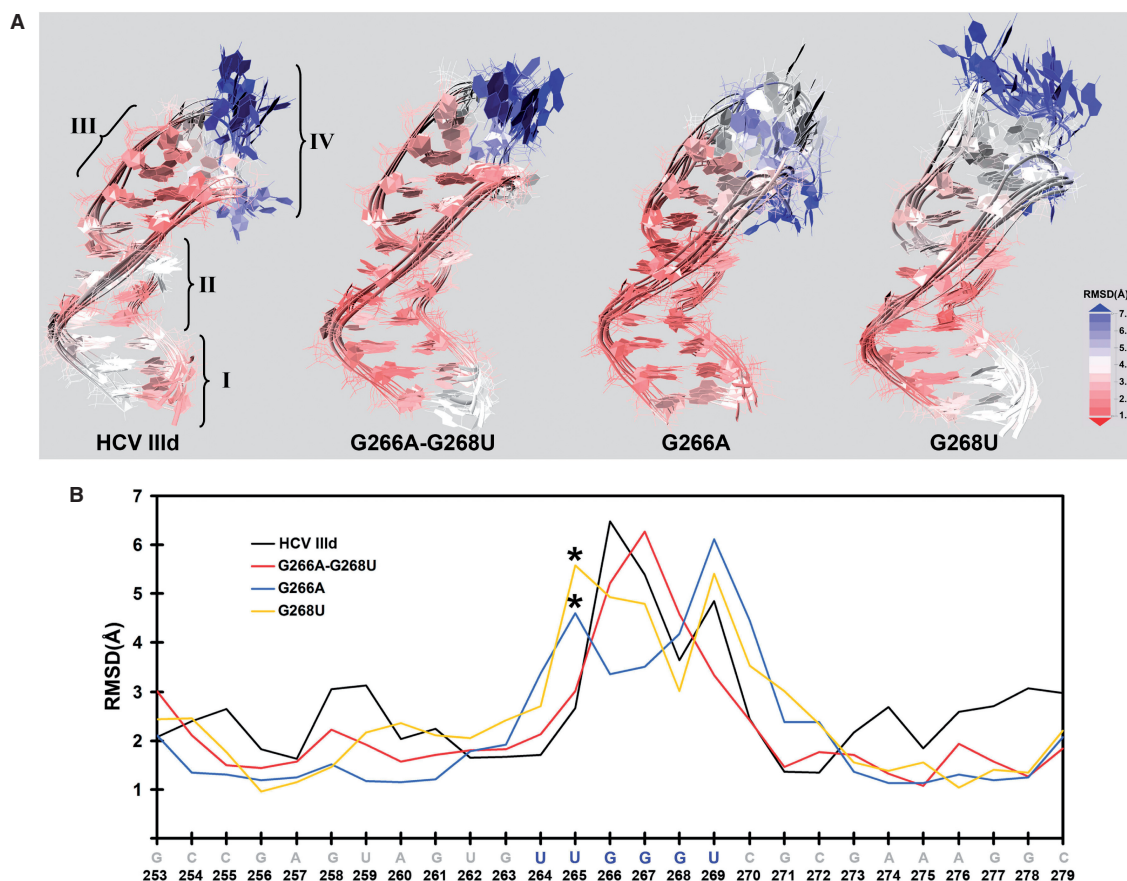 A
III
IV
II
I
HCV IIId
G266A-G268U
G266A
G268U
RMSD(Å)
7.
6.
5.
4.
3.
2.
1.
B
RMSD(Å)
7
6
5
4
3
2
1
HCV IIId
G266A-G268U
G266A
G268U
*
*
G C C G A G U A G U G U U G G G U C G C G A A A G G C
253 254 255 256 257 258 259 260 261 262 263 264 265 266 267 268 269 270 271 272 273 274 275 276 277 278 279